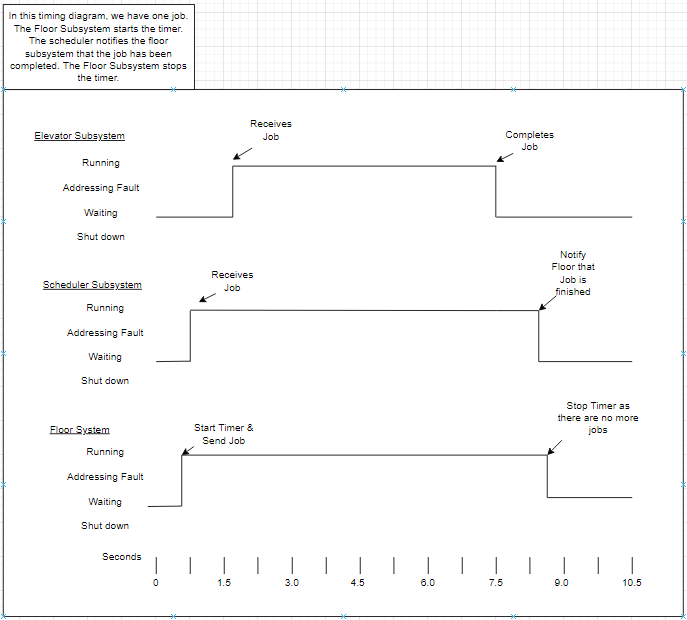 In this timing diagram, we have one job.
The Floor Subsystem starts the timer.
The scheduler notifies the floor
subsystem that the job has been
completed. The Floor Subsystem stops
the timer.
Elevator Subsystem
Receives
Job
Completes
Job
Running
Addressing Fault
Waiting
Shut down
Scheduler Subsystem
Receives
Job
Notify
Floor that
Job is
finished
Running
Addressing Fault
Waiting
Shut down
Floor System
Start Timer &
Send Job
Stop Timer as
there are no more
jobs
Running
Addressing Fault
Waiting
Shut down
Seconds
0 1.5 3.0 4.5 6.0 7.5 9.0 10.5